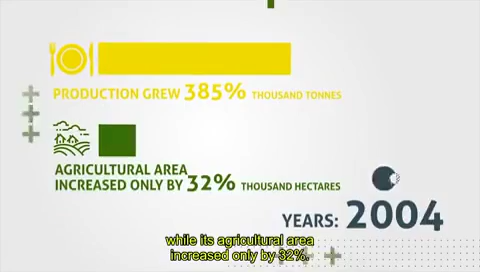 PRODUCTION GREW 385% THOUSAND TONNES
AGRICULTURAL AREA
INCREASED ONLY BY 32% THOUSAND HECTARES
YEARS: 2004
while its agricultural area
increased only by 32%.